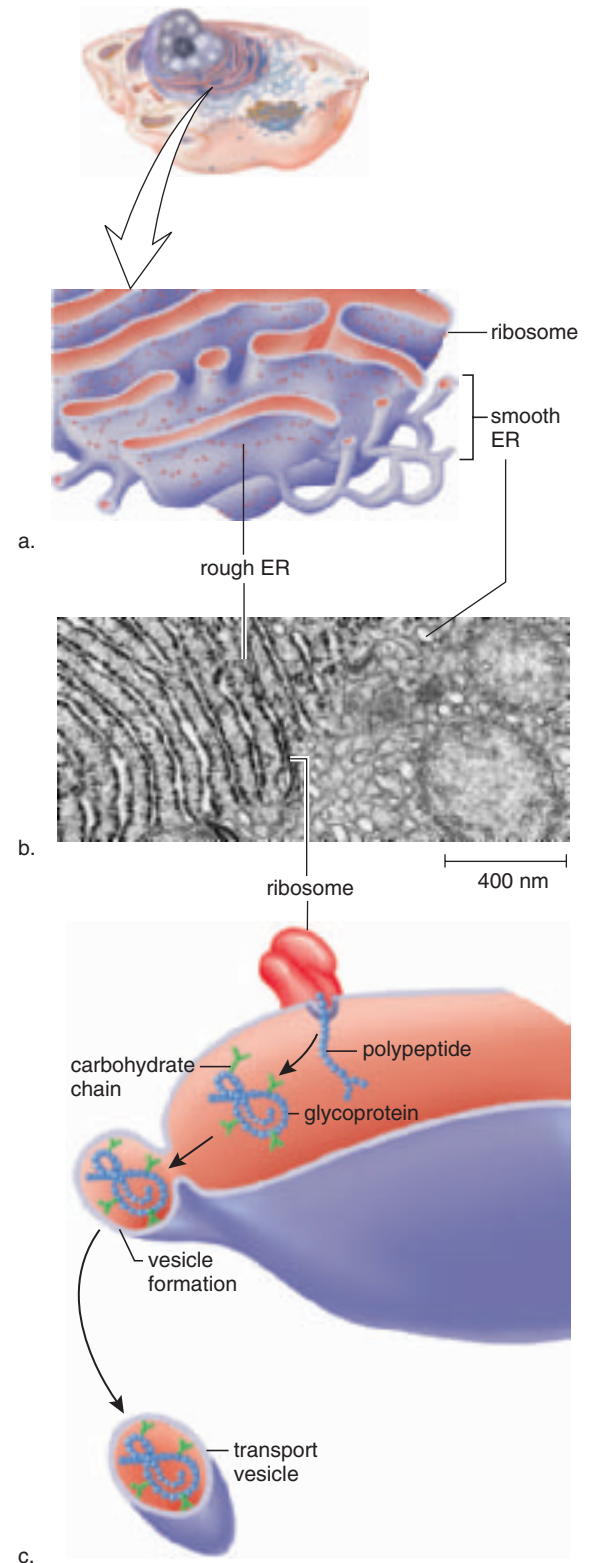 ribosome
smooth
ER
a.
rough ER
b.
400 nm
ribosome
polypeptide
carbohydrate
chain
glycoprotein
vesicle
formation
transport
vesicle
c.